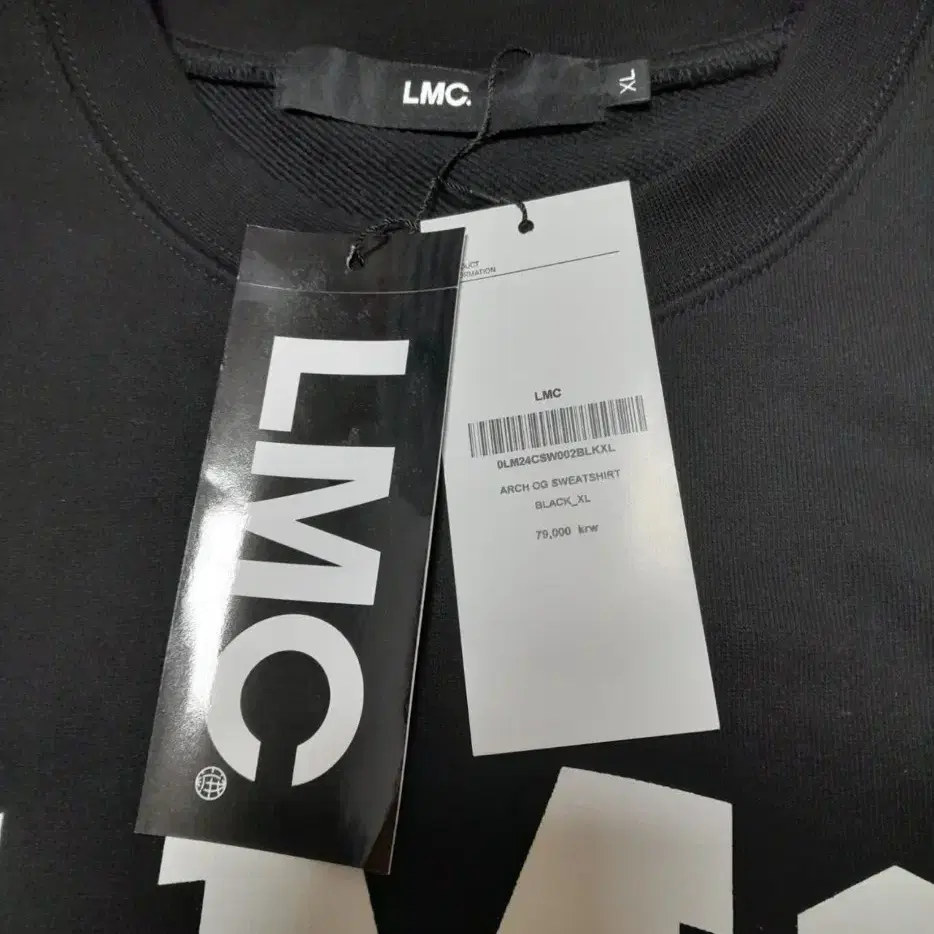 LMC.
XL
LMC
LMC
0LM24CSW002BLKXL
ARCH OG SWEATSHIRT
BLACK_XL
79,000 krw